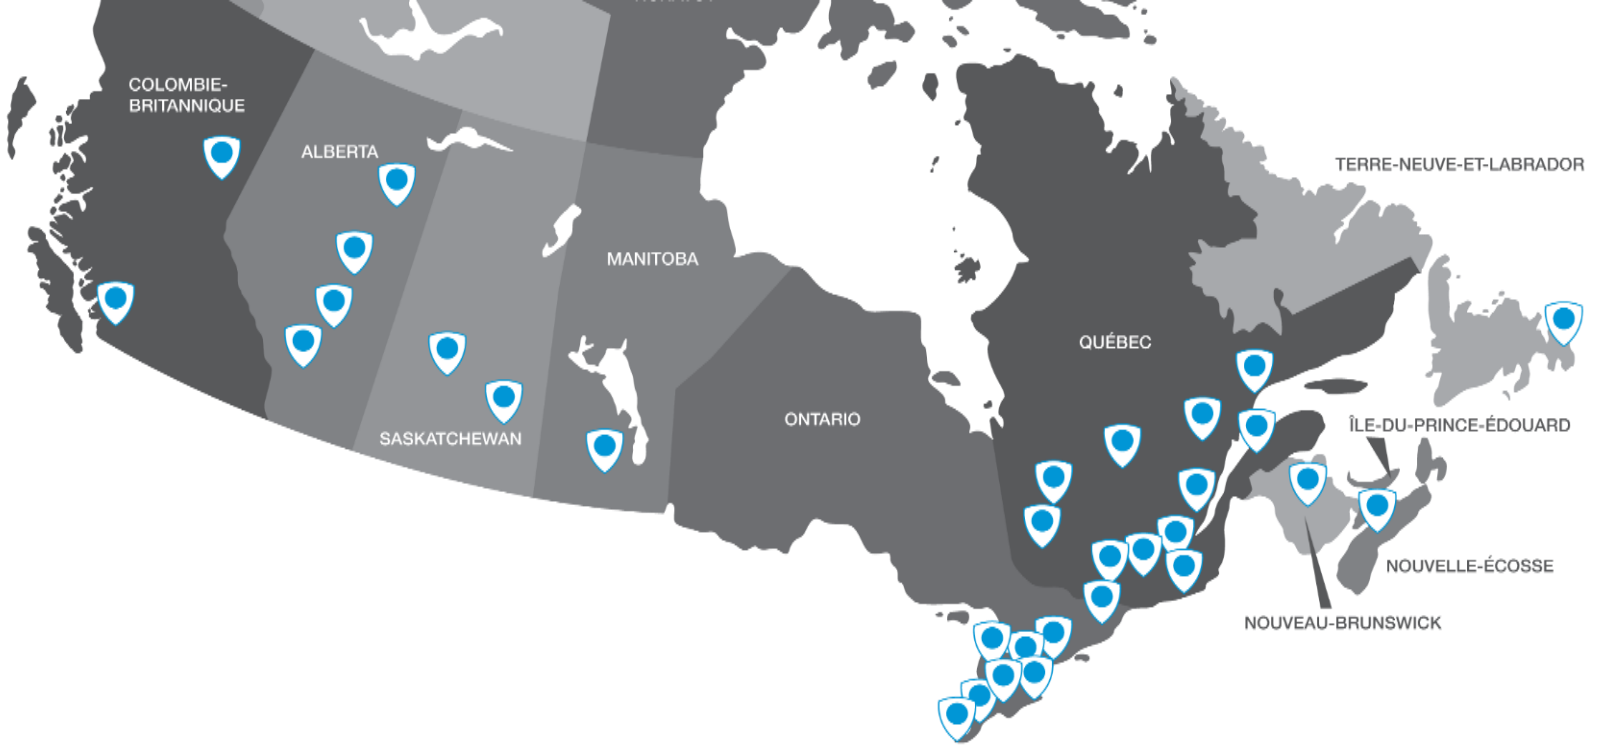 COLOMBIE-
BRITANNIQUE
ALBERTA
TERRE-NEUVE-ET-LABRADOR
MANITOBA
QUÉBEC
ONTARIO
SASKATCHEWAN
ÎLE-DU-PRINCE-ÉDOUARD
NOUVELLE-ÉCOSSE
NOUVEAU-BRUNSWICK